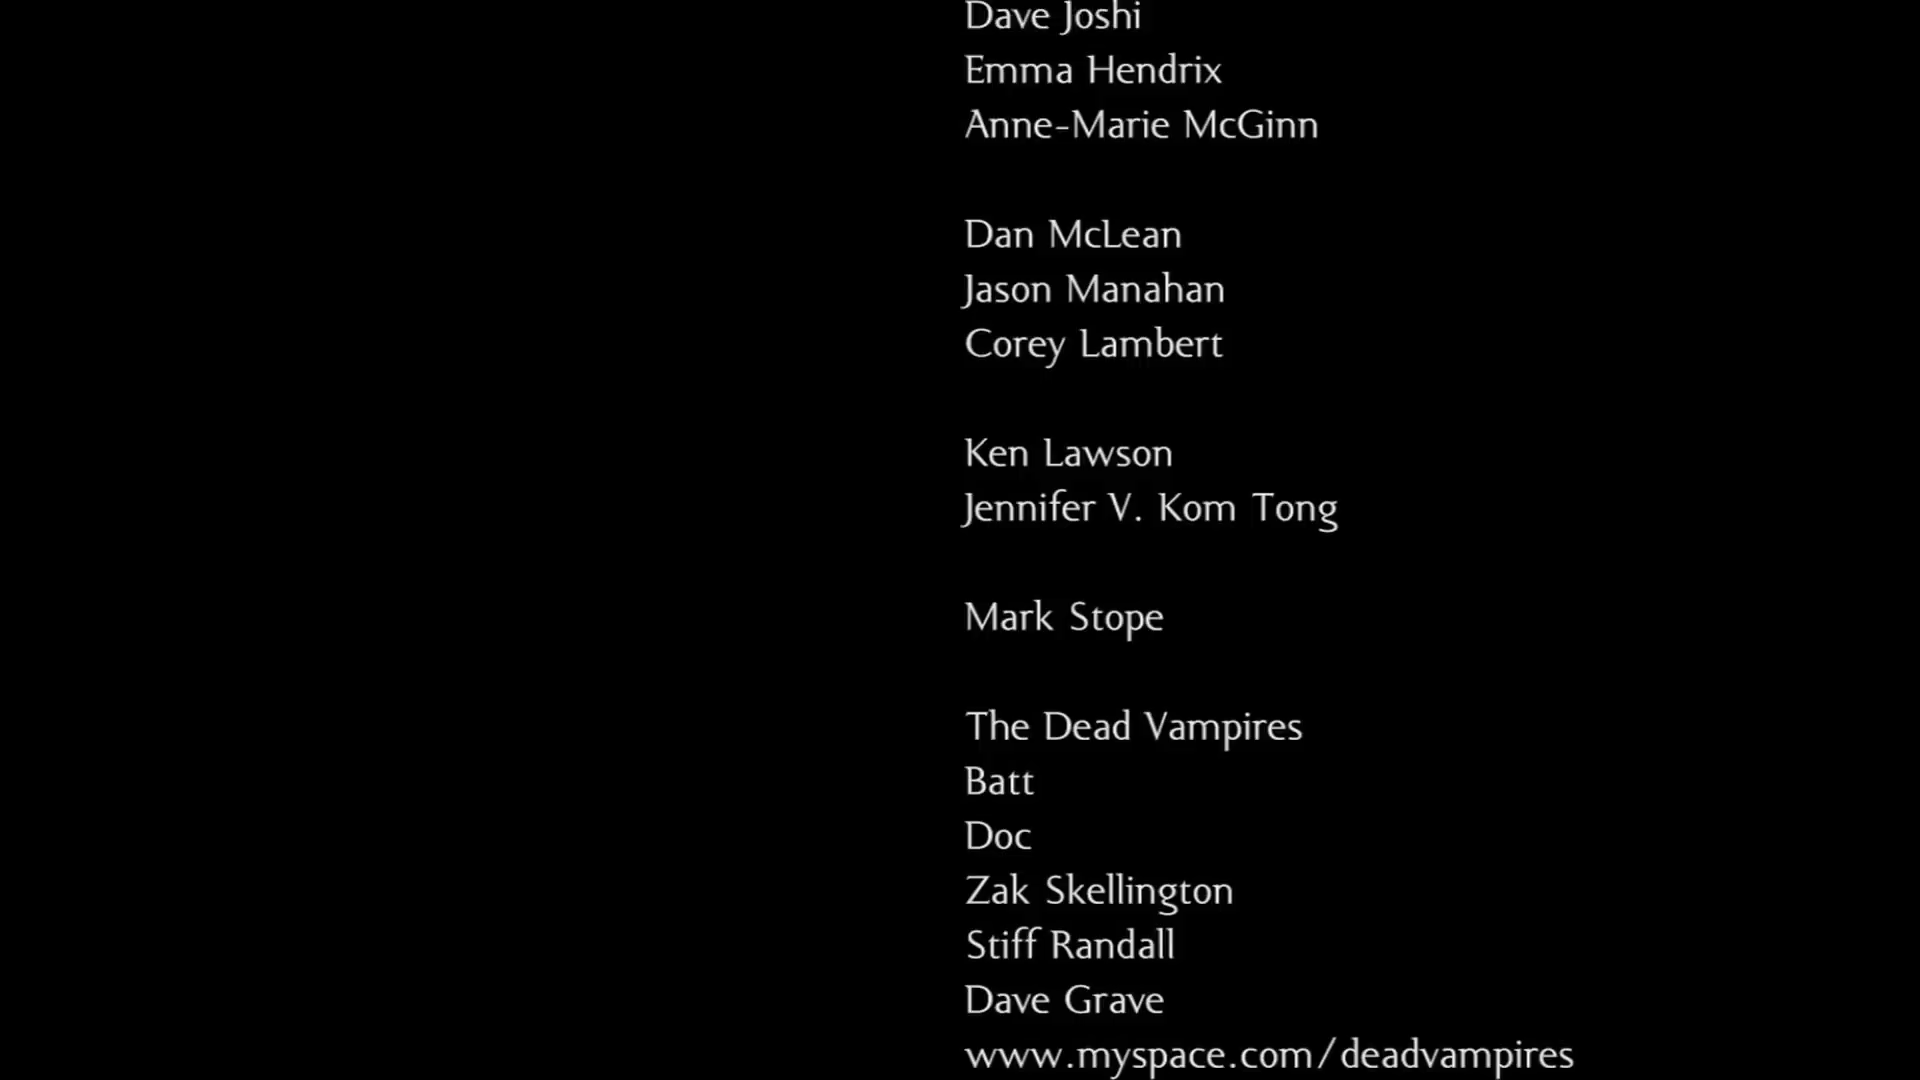 Dave Joshi
Emma Hendrix
Anne-Marie McGinn
Dan McLean
Jason Manahan
Corey Lambert
Ken Lawson
Jennifer V. Kom Tong
Mark Stope
The Dead Vampires
Batt
Doc
Zak Skellington
Stiff Randall
Dave Grave
www.myspace.com/deadvampires